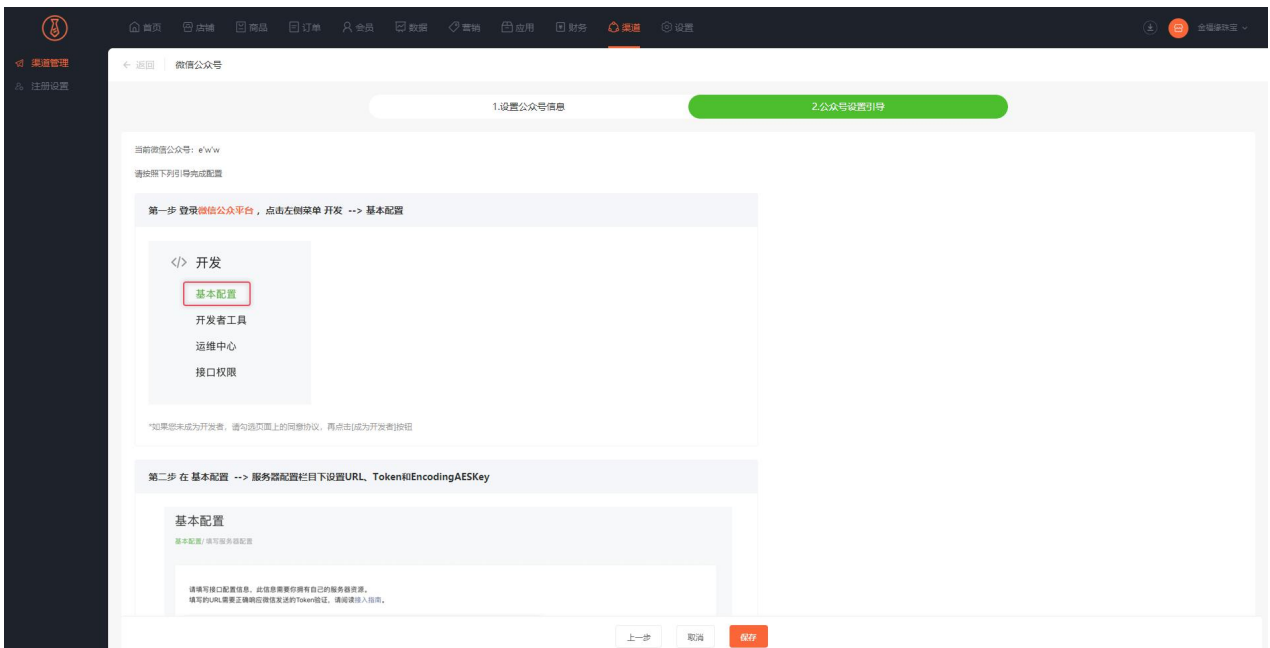 首页 店铺 商品 订单 会员 数据 营销 应用 财务 渠道 设置 金福缘珠宝
渠道管理
注册设置
返回 微信公众号
1.设置公众号信息 2.公众号设置引导
当前微信公众号：e'w'w
请按照下列引导完成配置
第一步 登录微信公众平台 ，点击左侧菜单 开发 --> 基本配置
</> 开发
基本配置
开发者工具
运维中心
接口权限
*如果您未成为开发者，请勾选页面上的同意协议，再点击[成为开发者]按钮
第二步 在 基本配置 --> 服务器配置栏目下设置URL、Token和EncodingAESKey
基本配置
基本配置/填写服务器配置
请填写接口配置信息，此信息需要你拥有自己的服务器资源。
填写的URL需要正确响应微信发送的Token验证，请阅读接入指南。
上一步 取消 保存